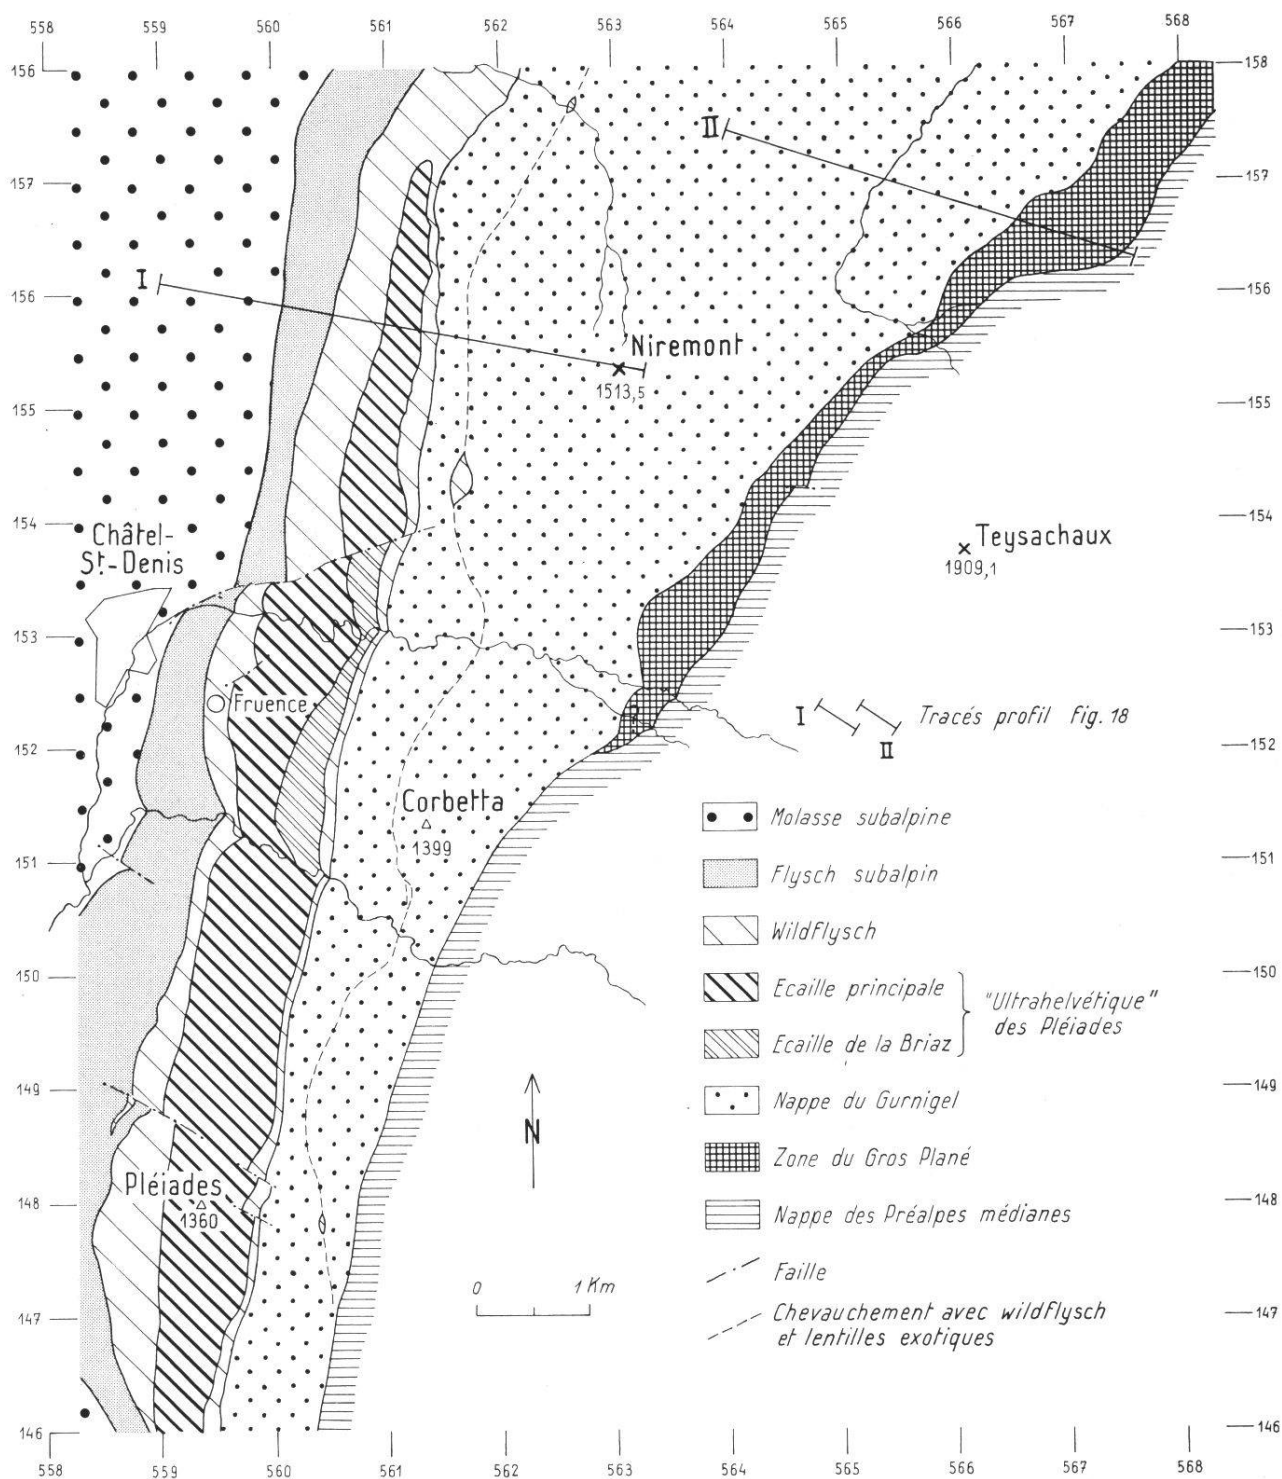 558 559 560 561 562 563 564 565 566 567 568
156
158
II
157
157
I
156
156
Niremont
1513,5
155
155
154
154
Châtel-
St-Denis
Teysachaux
1909,1
153
153
Fruence
?
I
II
Tracés profil fig. 18
152
152
Corbetta
1399
Molasse subalpine
151
151
Flysch subalpin
Wildflysch
150
150
Ecaille principale
Ecaille de la Briaz
"Ultrahelvétique"
des Pléiades
149
149
Nappe du Gurnigel
N
Zone du Gros Plané
Pléiades
1360
148
148
Nappe des Préalpes médianes
Faille
0 1 Km
147
147
Chevauchement avec wildflysch
et lentilles exotiques
146
146
558 559 560 561 562 563 564 565 566 567 568